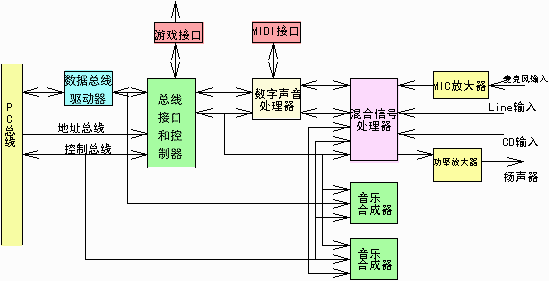 游戏接口
MIDI接口
PC总线
数据总线
驱动器
地址总线
控制总线
总线
接口
和控
制器
数字声音
处理器
混合信号
处理器
MIC放大器
麦克风输入
Line输入
CD输入
功率放大器
扬声器
音乐
合成器
音乐
合成器